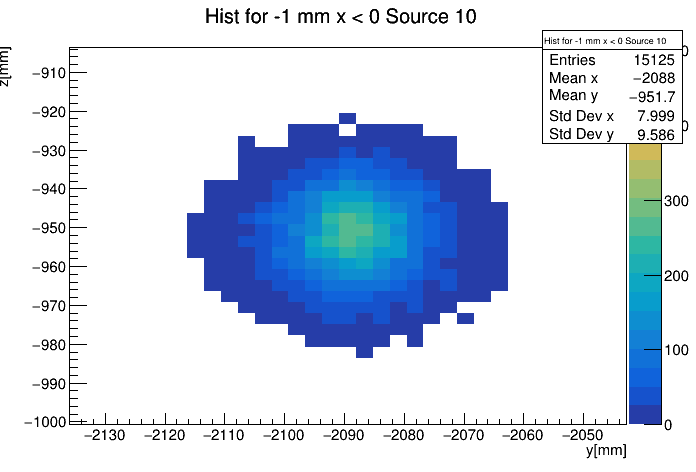 Hist for -1 mm x < 0 Source 10
z[mm]
Hist for -1 mm x < 0 Source 10
Entries 15125
Mean x −2088
Mean y −951.7
Std Dev x 7.999
Std Dev y 9.586
−910
−920
−930
−940
−950
−960
−970
−980
−990
−1000
−2130 −2120 −2110 −2100 −2090 −2080 −2070 −2060 −2050
y[mm]
300
200
100
0